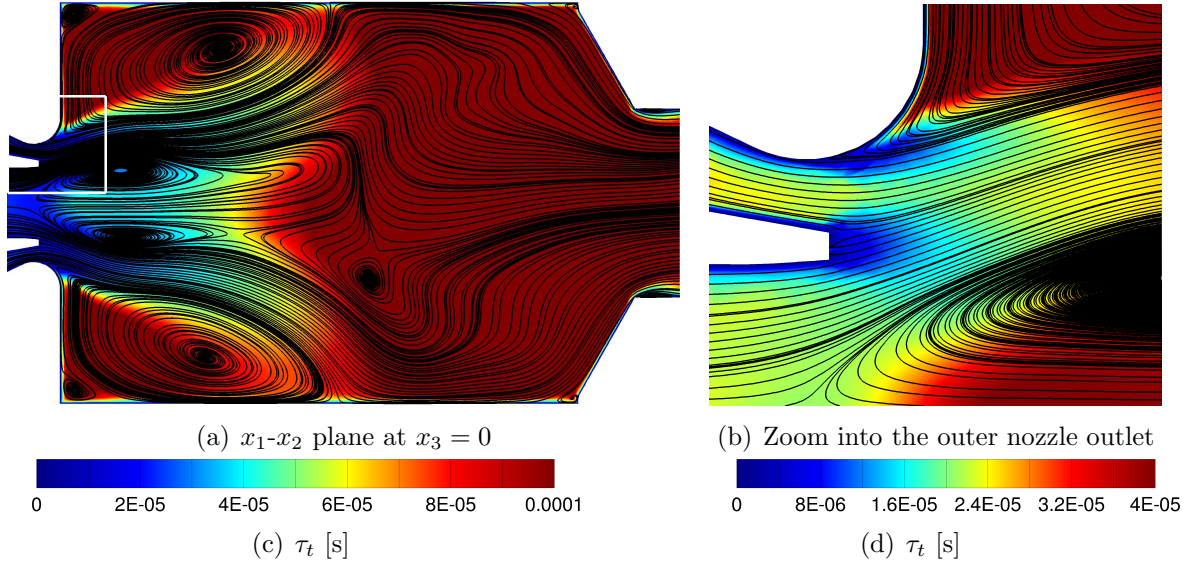 (a) x₁-x₂ plane at x₃ = 0
(b) Zoom into the outer nozzle outlet
0 2E-05 4E-05 6E-05 8E-05 0.0001
0 8E-06 1.6E-05 2.4E-05 3.2E-05 4E-05
(c) τₜ [s]
(d) τₜ [s]